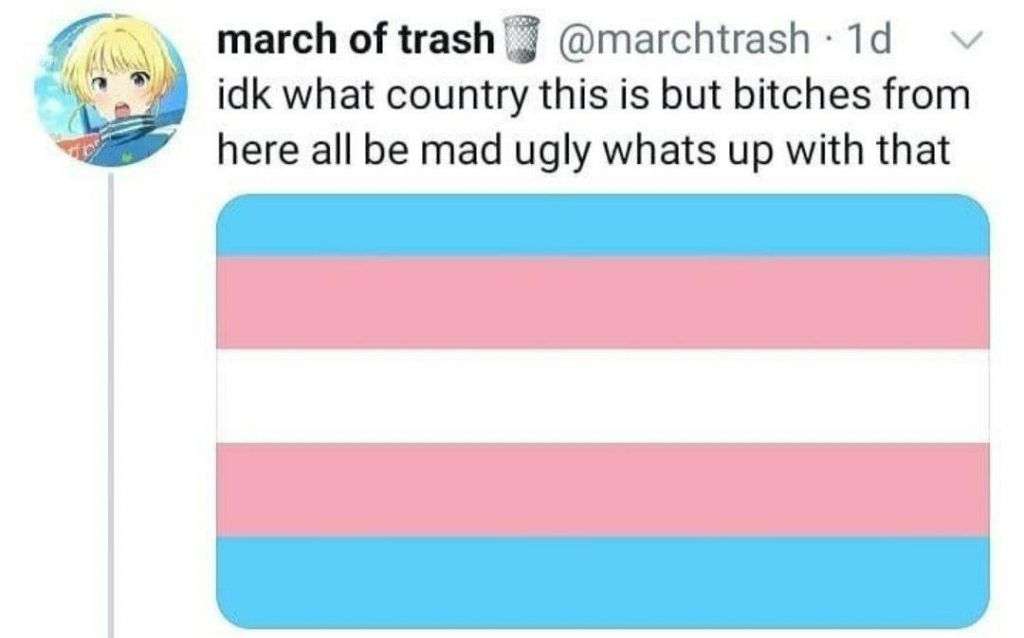 march of trash🗑️ @marchtrash · 1d
idk what country this is but bitches from
here all be mad ugly whats up with that